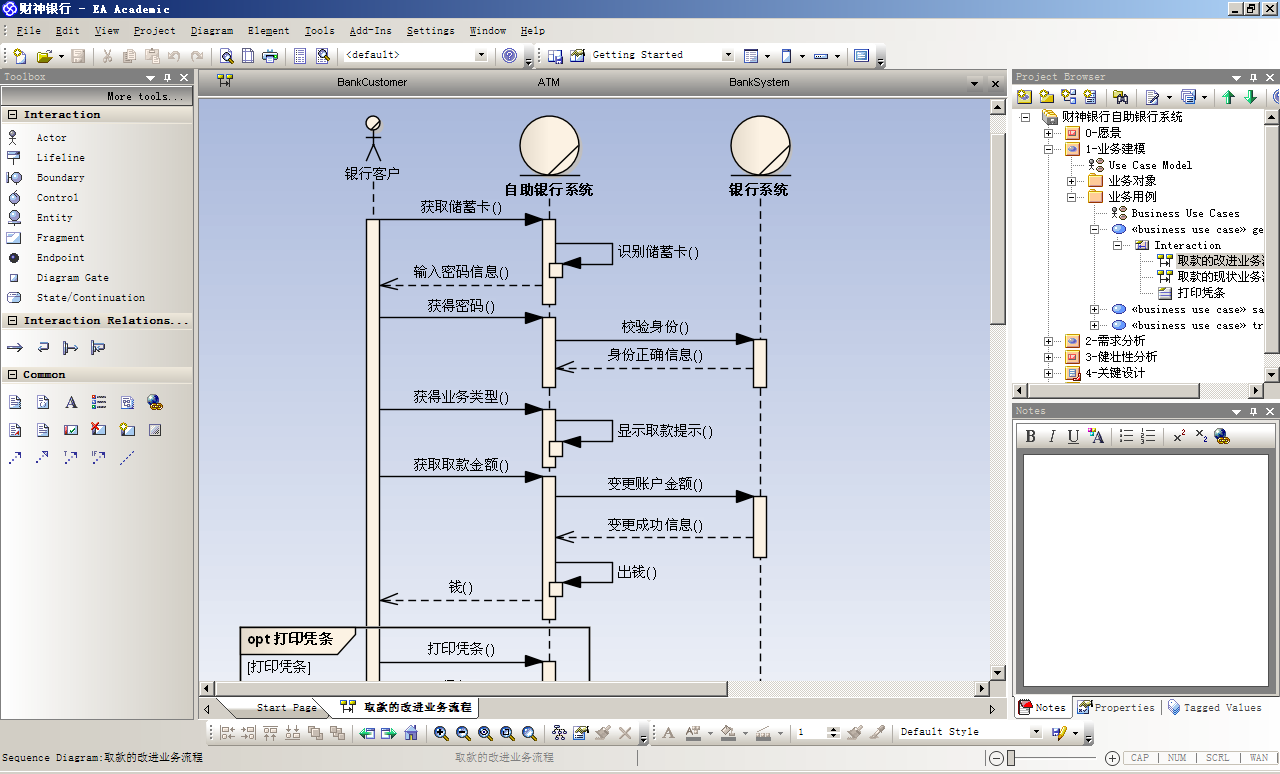 财神银行 - EA Academic
File Edit View Project Diagram Element Tools Add-Ins Settings Window Help
<default> Getting Started
Toolbox
More tools...
Interaction
Actor
Lifeline
Boundary
Control
Entity
Fragment
Endpoint
Diagram Gate
State/Continuation
Interaction Relations...
Common
BankCustomer ATM BankSystem
银行客户
自助银行系统
银行系统
获取储蓄卡()
识别储蓄卡()
输入密码信息()
获得密码()
校验身份()
身份正确信息()
获得业务类型()
显示取款提示()
获取取款金额()
变更账户金额()
变更成功信息()
出钱()
钱()
opt 打印凭条
[打印凭条]
打印凭条()
Start Page
取款的改进业务流程
Project Browser
财神银行自助银行系统
0-愿景
1-业务建模
Use Case Model
业务对象
业务用例
Business Use Cases
«business use case» ge
Interaction
取款的改进业务
取款的现状业务
打印凭条
«business use case» sa
«business use case» tr
2-需求分析
3-健壮性分析
4-关键设计
Notes
B I U A
Notes Properties Tagged Values
1 Default Style
Sequence Diagram:取款的改进业务流程
取款的改进业务流程
CAP NUM SCRL WAN